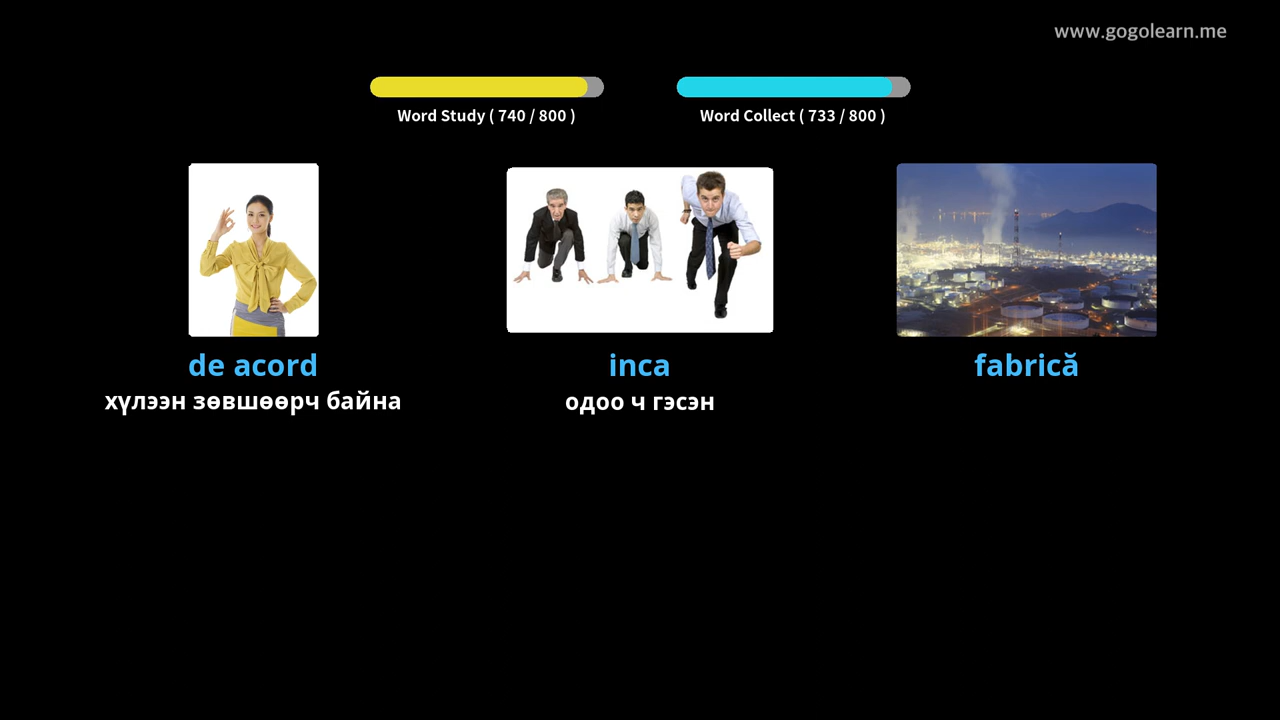 www.gogolearn.me
Word Study ( 740 / 800 )
Word Collect ( 733 / 800 )
de acord
хүлээн зөвшөөрч байна
inca
одоо ч гэсэн
fabrică